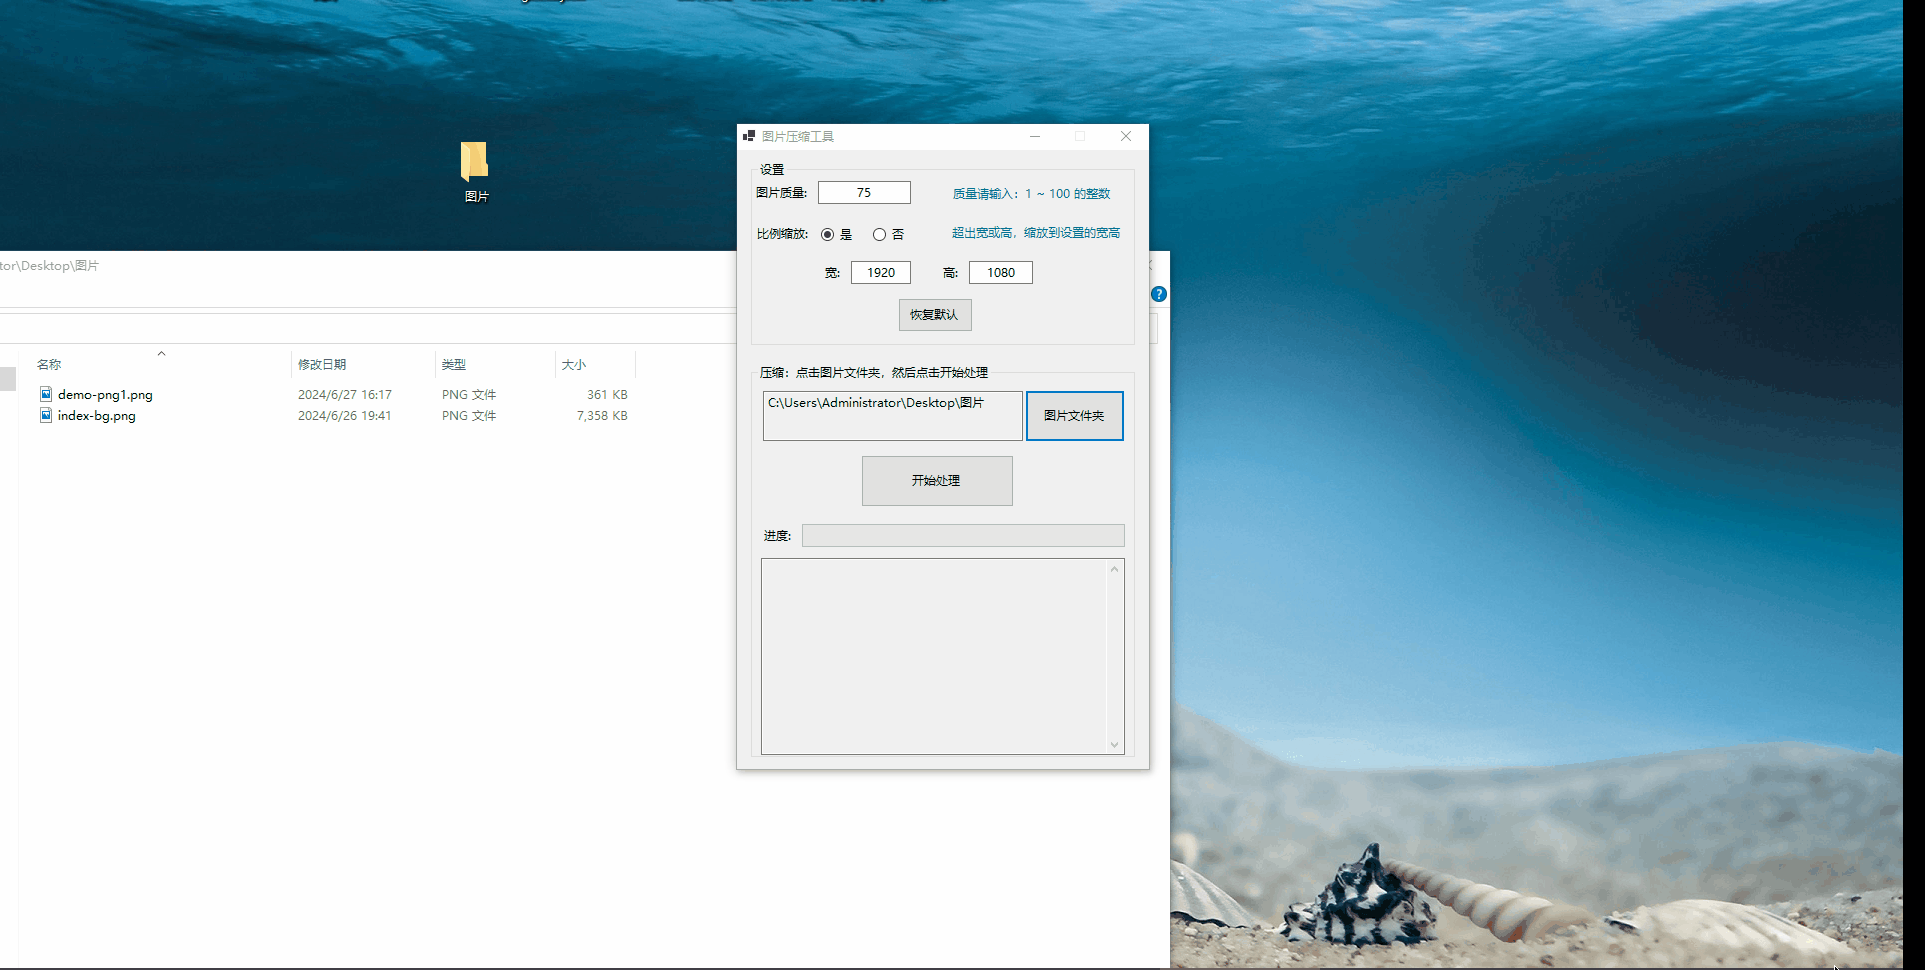 图片
tor\Desktop\图片
名称 修改日期 类型 大小
demo-png1.png 2024/6/27 16:17 PNG 文件 361 KB
index-bg.png 2024/6/26 19:41 PNG 文件 7,358 KB
图片压缩工具
设置
图片质量: 75 质量请输入：1 ~ 100 的整数
比例缩放: 是 否 超出宽或高，缩放到设置的宽高
宽: 1920 高: 1080
恢复默认
压缩：点击图片文件夹，然后点击开始处理
C:\Users\Administrator\Desktop\图片 图片文件夹
开始处理
进度:
?